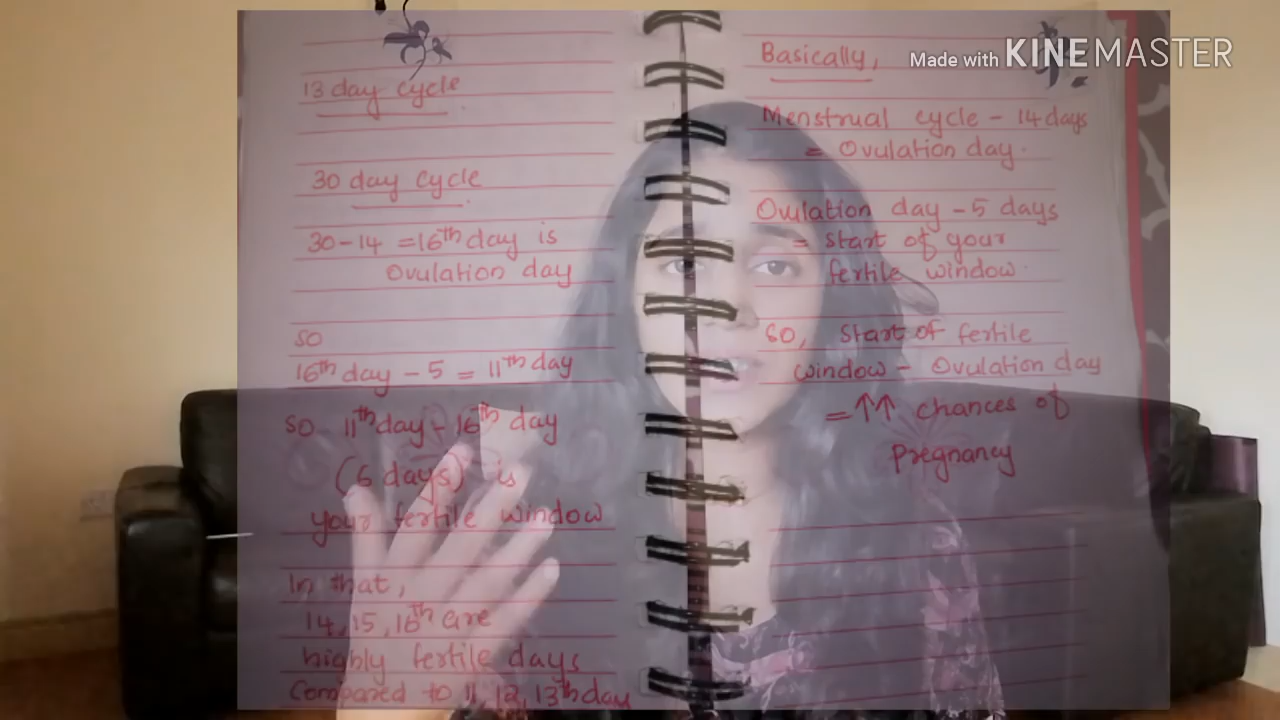 Made with KINEMASTER
13 day cycle
30 day cycle
30-14 = 16th day is
Ovulation day
so
16th day - 5 = 11th day
so 11th day - 16th day
(6 days) is
your fertile window
In that,
14, 15, 16th are
highly fertile days
Compared to 11, 12, 13th day
Basically,
Menstrual cycle - 14 days
= Ovulation day.
Ovulation day - 5 days
= start of your
fertile window.
So, start of fertile
window - Ovulation day
= ↑↑ chances of
pregnancy